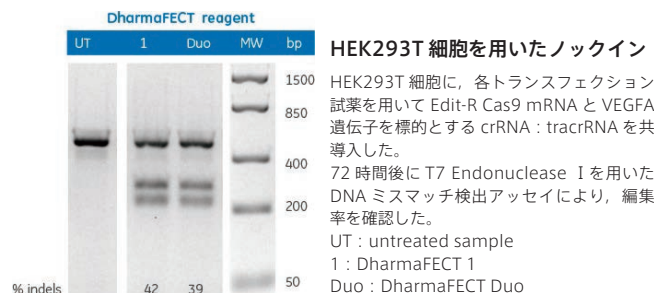 DharmaFECT reagent
UT 1 Duo MW bp
1500
850
400
200
50
% indels 42 39
HEK293T 細胞を用いたノックイン
HEK293T 細胞に，各トランスフェクション
試薬を用いて Edit-R Cas9 mRNA と VEGFA
遺伝子を標的とする crRNA：tracrRNA を共
導入した。
72 時間後に T7 Endonuclease Ⅰを用いた
DNA ミスマッチ検出アッセイにより，編集
率を確認した。
UT：untreated sample
1：DharmaFECT 1
Duo：DharmaFECT Duo